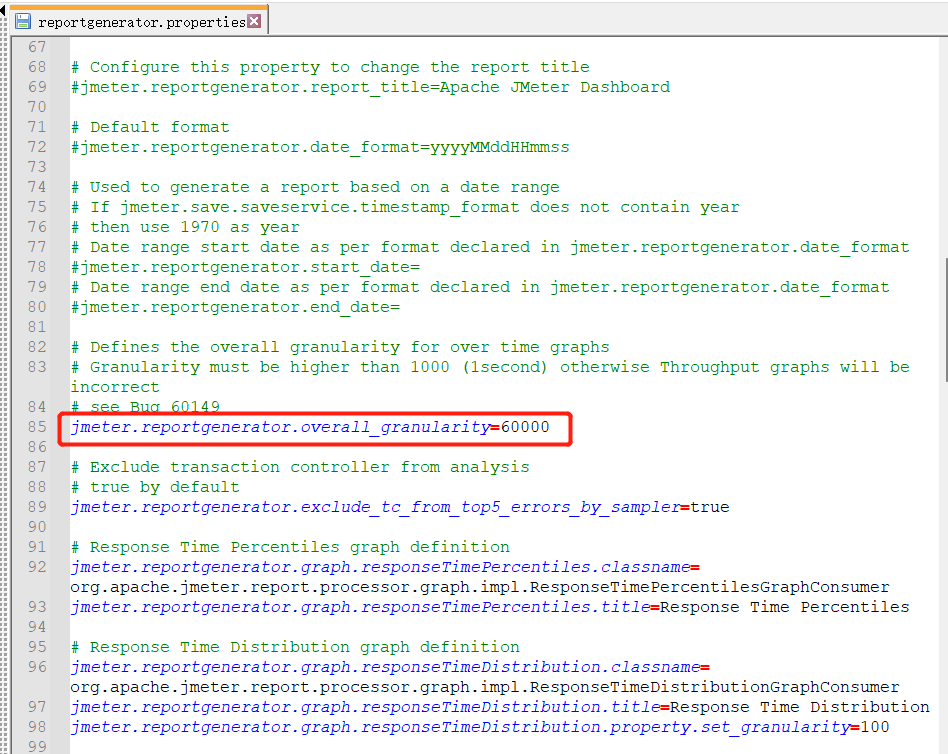 reportgenerator.properties
67
68 # Configure this property to change the report title
69 #jmeter.reportgenerator.report_title=Apache JMeter Dashboard
70
71 # Default format
72 #jmeter.reportgenerator.date_format=yyyyMMddHHmmss
73
74 # Used to generate a report based on a date range
75 # If jmeter.save.saveservice.timestamp_format does not contain year
76 # then use 1970 as year
77 # Date range start date as per format declared in jmeter.reportgenerator.date_format
78 #jmeter.reportgenerator.start_date=
79 # Date range end date as per format declared in jmeter.reportgenerator.date_format
80 #jmeter.reportgenerator.end_date=
81
82 # Defines the overall granularity for over time graphs
83 # Granularity must be higher than 1000 (1second) otherwise Throughput graphs will be
incorrect
84 # see Bug 60149
85 jmeter.reportgenerator.overall_granularity=60000
86
87 # Exclude transaction controller from analysis
88 # true by default
89 jmeter.reportgenerator.exclude_tc_from_top5_errors_by_sampler=true
90
91 # Response Time Percentiles graph definition
92 jmeter.reportgenerator.graph.responseTimePercentiles.classname=
org.apache.jmeter.report.processor.graph.impl.ResponseTimePercentilesGraphConsumer
93 jmeter.reportgenerator.graph.responseTimePercentiles.title=Response Time Percentiles
94
95 # Response Time Distribution graph definition
96 jmeter.reportgenerator.graph.responseTimeDistribution.classname=
org.apache.jmeter.report.processor.graph.impl.ResponseTimeDistributionGraphConsumer
97 jmeter.reportgenerator.graph.responseTimeDistribution.title=Response Time Distribution
98 jmeter.reportgenerator.graph.responseTimeDistribution.property.set_granularity=100
99